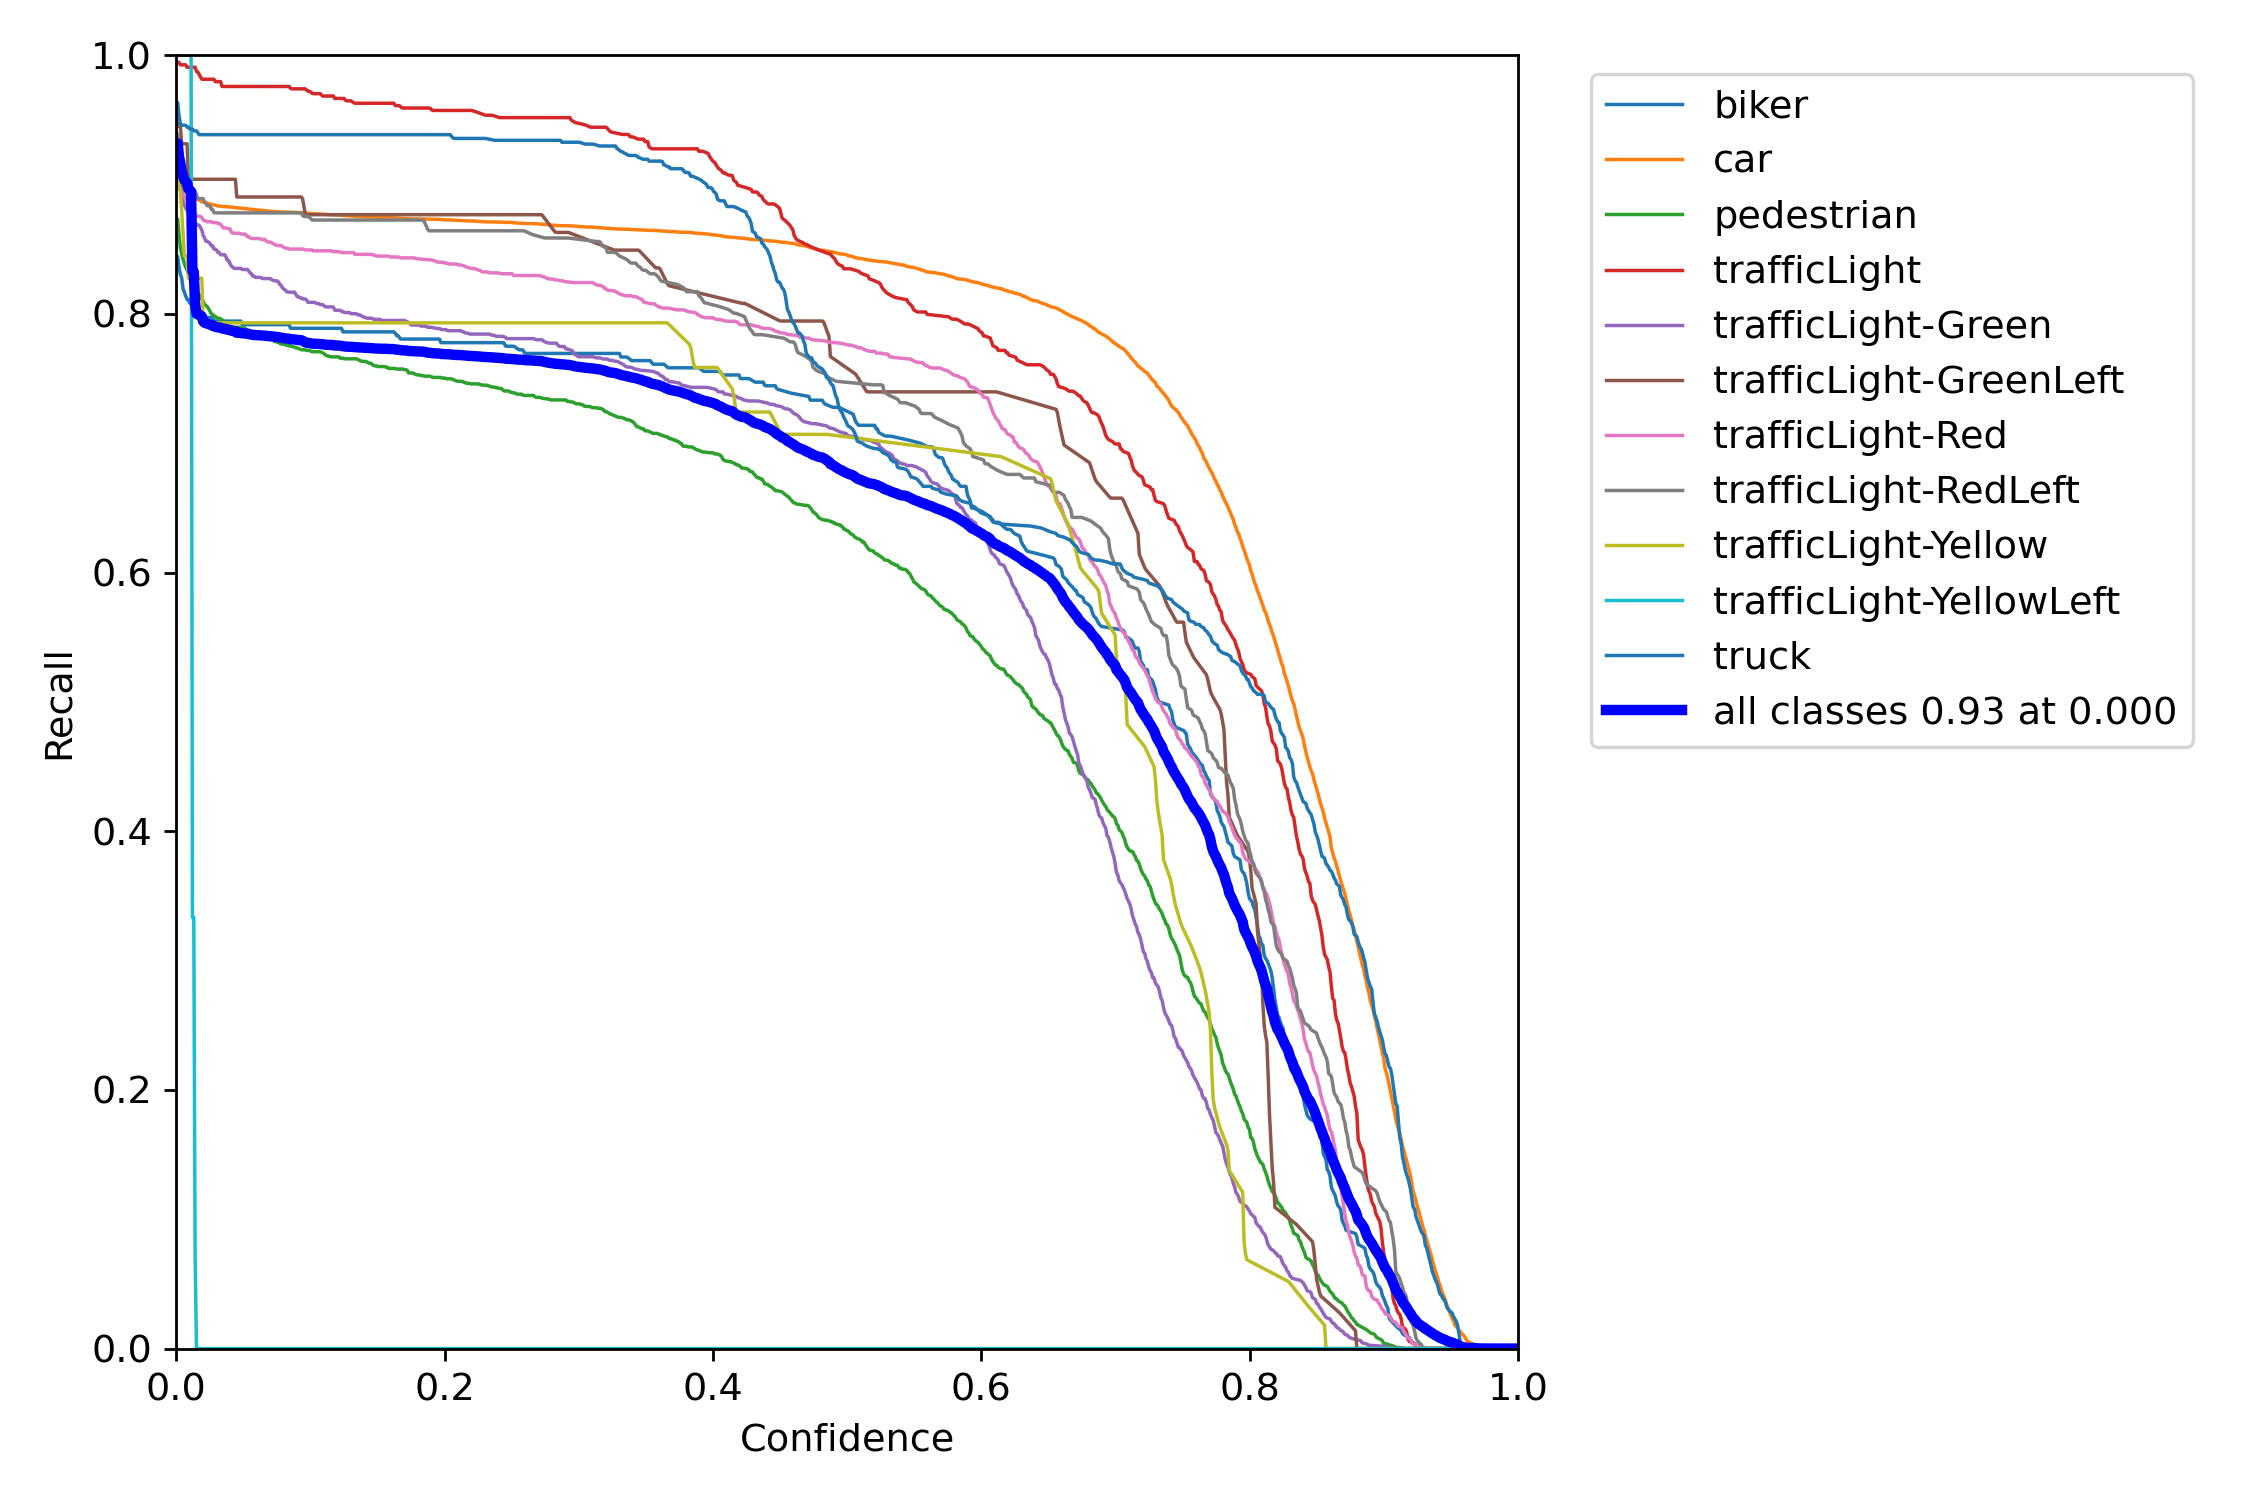 1.0
0.8
0.6
0.4
0.2
0.0
0.0 0.2 0.4 0.6 0.8 1.0
Recall
Confidence
biker
car
pedestrian
trafficLight
trafficLight-Green
trafficLight-GreenLeft
trafficLight-Red
trafficLight-RedLeft
trafficLight-Yellow
trafficLight-YellowLeft
truck
all classes 0.93 at 0.000